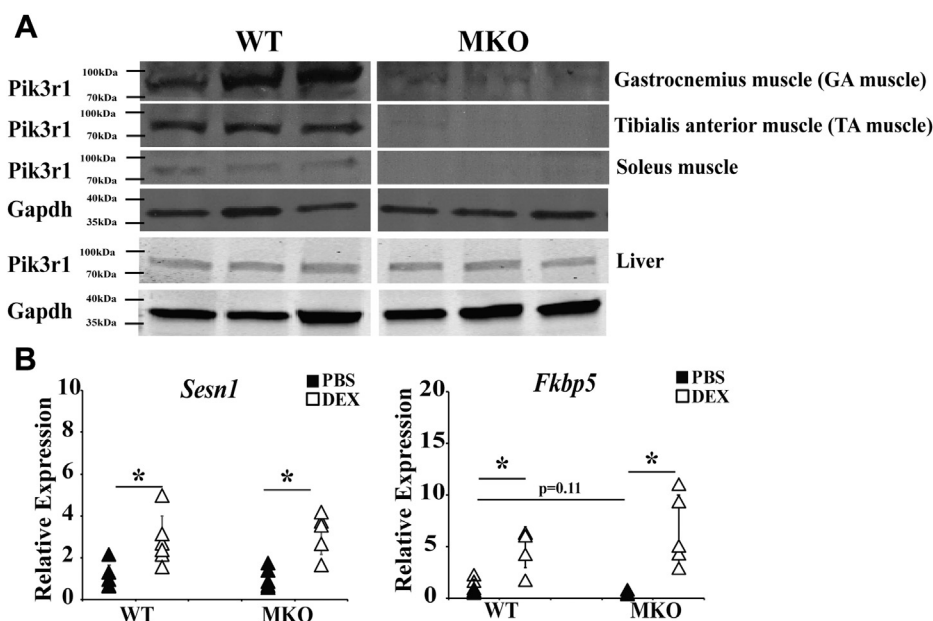 A
WT MKO
Pik3r1 100kDa 70kDa Gastrocnemius muscle (GA muscle)
Pik3r1 100kDa 70kDa Tibialis anterior muscle (TA muscle)
Pik3r1 100kDa 70kDa Soleus muscle
Gapdh 40kDa 35kDa
Pik3r1 100kDa 70kDa Liver
Gapdh 40kDa 35kDa
B
Sesn1
PBS
DEX
Relative Expression
10
8
6
4
2
0
*
*
WT MKO
Fkbp5
PBS
DEX
Relative Expression
20
15
10
5
0
*
*
p=0.11
WT MKO